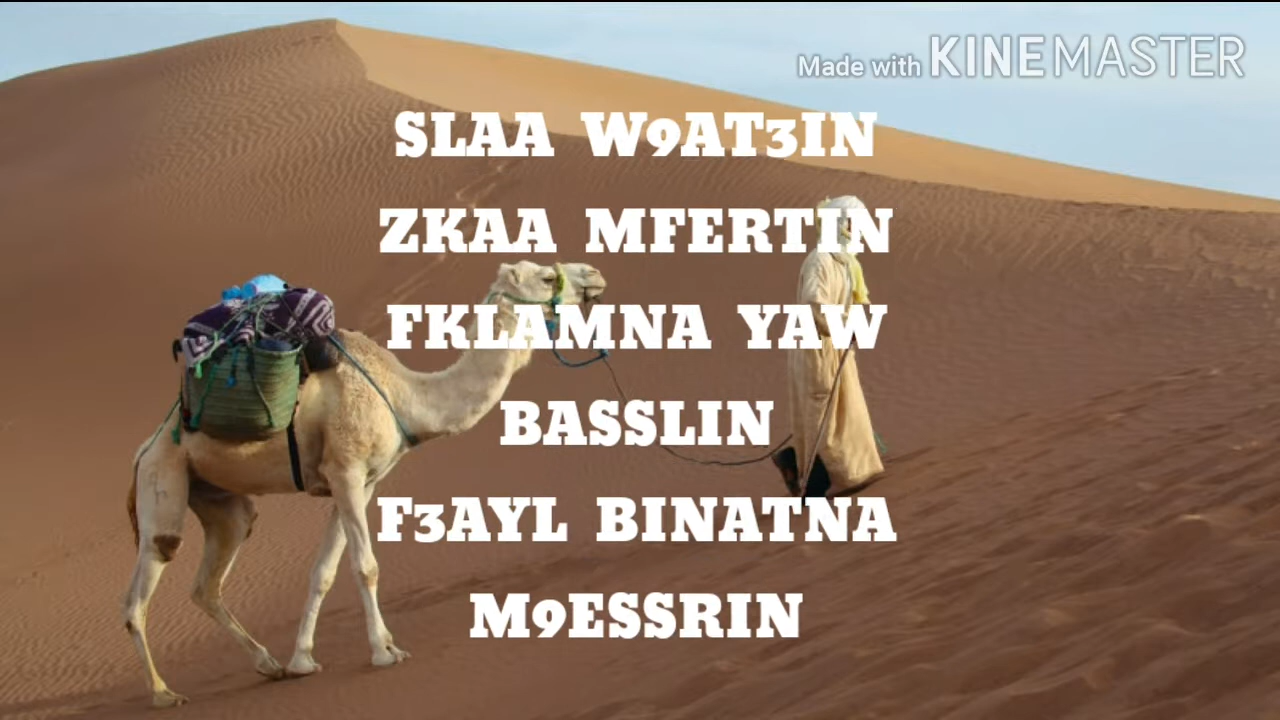 Made with KINEMASTER
SLAA W9AT3IN
ZKAA MFERTIN
FKLAMNA YAW
BASSLIN
F3AYL BINATNA
M9ESSRIN